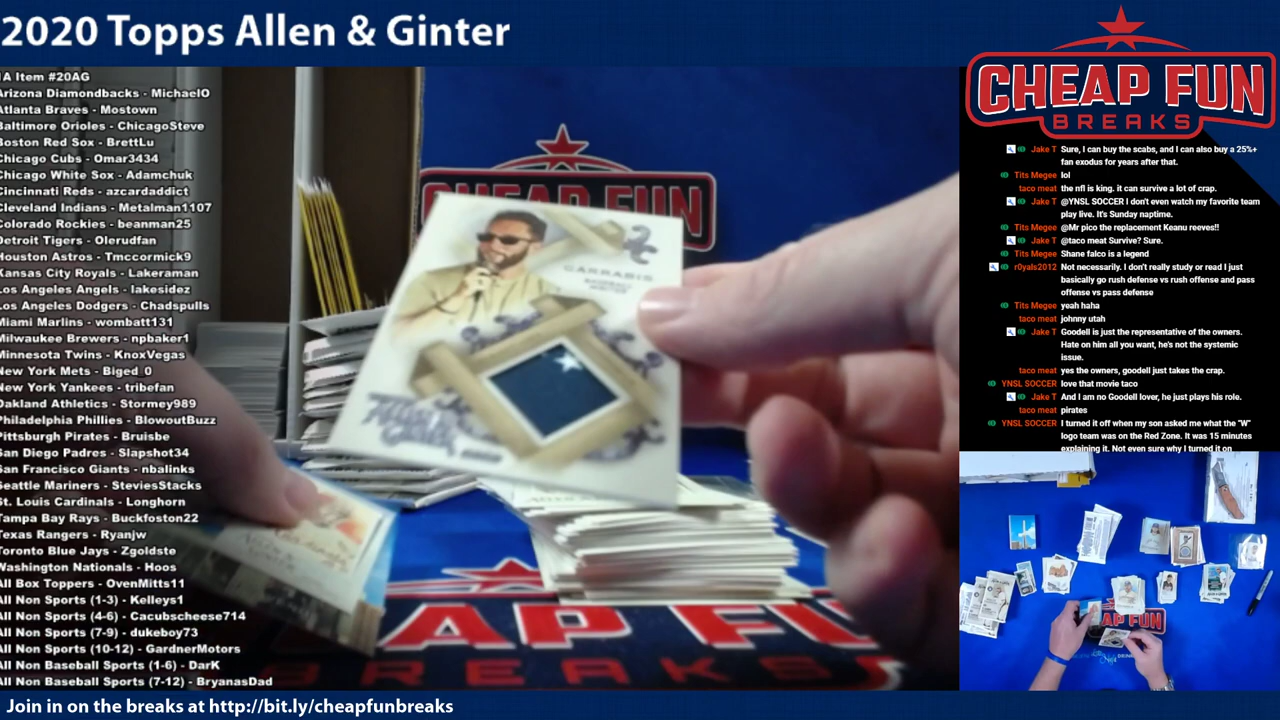 2020 Topps Allen & Ginter
1A Item #20AG
Arizona Diamondbacks - MichaelO
Atlanta Braves - Mostown
Baltimore Orioles - ChicagoSteve
Boston Red Sox - BrettLu
Chicago Cubs - Omar3434
Chicago White Sox - Adamchuk
Cincinnati Reds - azcardaddict
Cleveland Indians - Metalman1107
Colorado Rockies - beanman25
Detroit Tigers - Olerudfan
Houston Astros - Tmccormick9
Kansas City Royals - Lakeraman
Los Angeles Angels - lakesidez
Los Angeles Dodgers - Chadspulls
Miami Marlins - wombatt131
Milwaukee Brewers - npbaker1
Minnesota Twins - KnoxVegas
New York Mets - Biged_0
New York Yankees - tribefan
Oakland Athletics - Stormey989
Philadelphia Phillies - BlowoutBuzz
Pittsburgh Pirates - Bruisbe
San Diego Padres - Slapshot34
San Francisco Giants - nbalinks
Seattle Mariners - SteviesStacks
St. Louis Cardinals - Longhorn
Tampa Bay Rays - Buckfoston22
Texas Rangers - Ryanjw
Toronto Blue Jays - Zgoldste
Washington Nationals - Hoos
All Box Toppers - OvenMitts11
All Non Sports (1-3) - Kelleys1
All Non Sports (4-6) - Cacubscheese714
All Non Sports (7-9) - dukeboy73
All Non Sports (10-12) - GardnerMotors
All Non Baseball Sports (1-6) - DarK
All Non Baseball Sports (7-12) - BryanasDad
CHEAP FUN
CARRABIS
BASEBALL
WRITER
Allen &
Ginter
CHEAP FUN
BREAKS
CHEAP FUN
BREAKS
Jake T Sure, I can buy the scabs, and I can also buy a 25%+
fan exodus for years after that.
Tits Megee lol
taco meat the nfl is king. it can survive a lot of crap.
Jake T @YNSL SOCCER I don't even watch my favorite team
play live. It's Sunday naptime.
Tits Megee @Mr pico the replacement Keanu reeves!!
Jake T @taco meat Survive? Sure.
Tits Megee Shane falco is a legend
r0yals2012 Not necessarily. I don't really study or read I just
basically go rush defense vs rush offense and pass
offense vs pass defense
Tits Megee yeah haha
taco meat johnny utah
Jake T Goodell is just the representative of the owners.
Hate on him all you want, he's not the systemic
issue.
taco meat yes the owners, goodell just takes the crap.
YNSL SOCCER love that movie taco
Jake T And I am no Goodell lover, he just plays his role.
taco meat pirates
YNSL SOCCER I turned it off when my son asked me what the "W"
logo team was on the Red Zone. It was 15 minutes
explaining it. Not even sure why I turned it on
AP FUN
Join in on the breaks at http://bit.ly/cheapfunbreaks